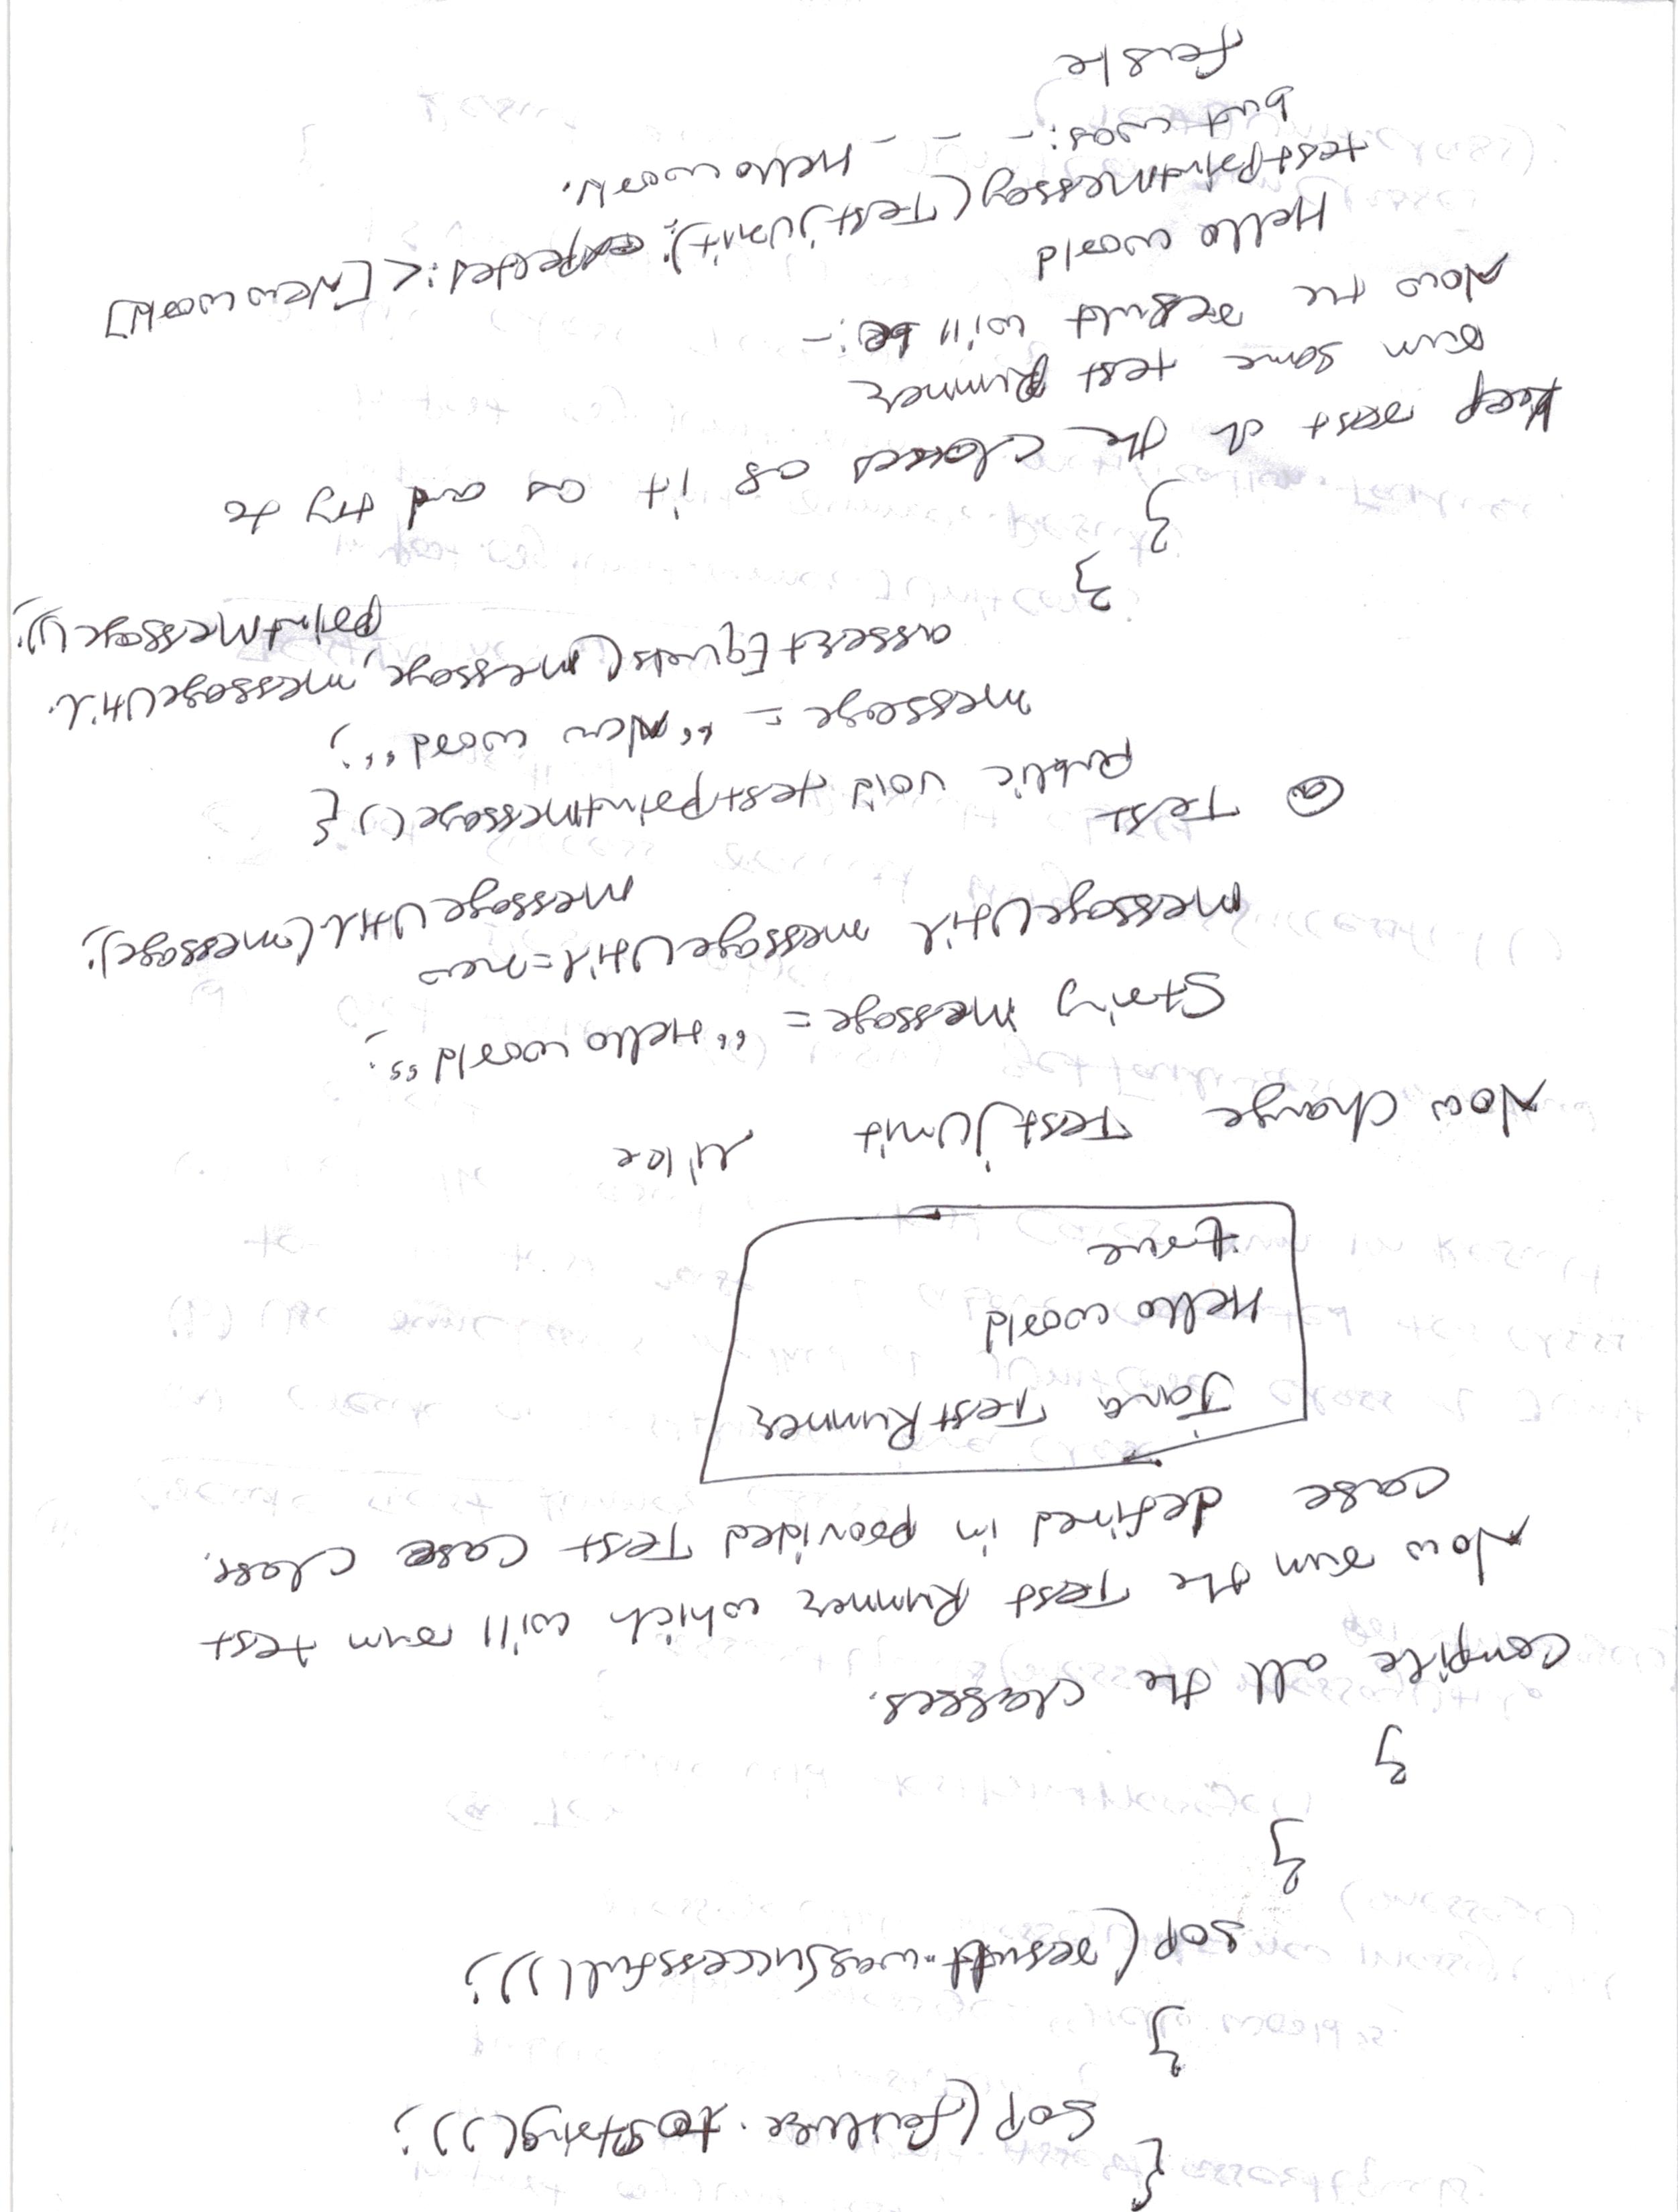 {
SOP (failure.toString());
}
SOP (result.wasSuccessful());
}
}
Compile all the classes.
Now run the Test Runner which will run test
case defined in provided Test Case Class.
Java TestRunner
Hello world
true
Now change TestJunit like
String message = "Hello world";
messageUtil messageUtil = new
messageUtil(message);
@ Test
public void testprintmessage() {
message = "New word";
assertEquals(message, messageUtil.
printMessage());
}
}
Keep rest of the classes as it as and try to
run same test Runner
Now the result will be:-
Hello world
testprintMessag(TestjUnit): expected:<[New world]
but was: - - - Hello world.
false